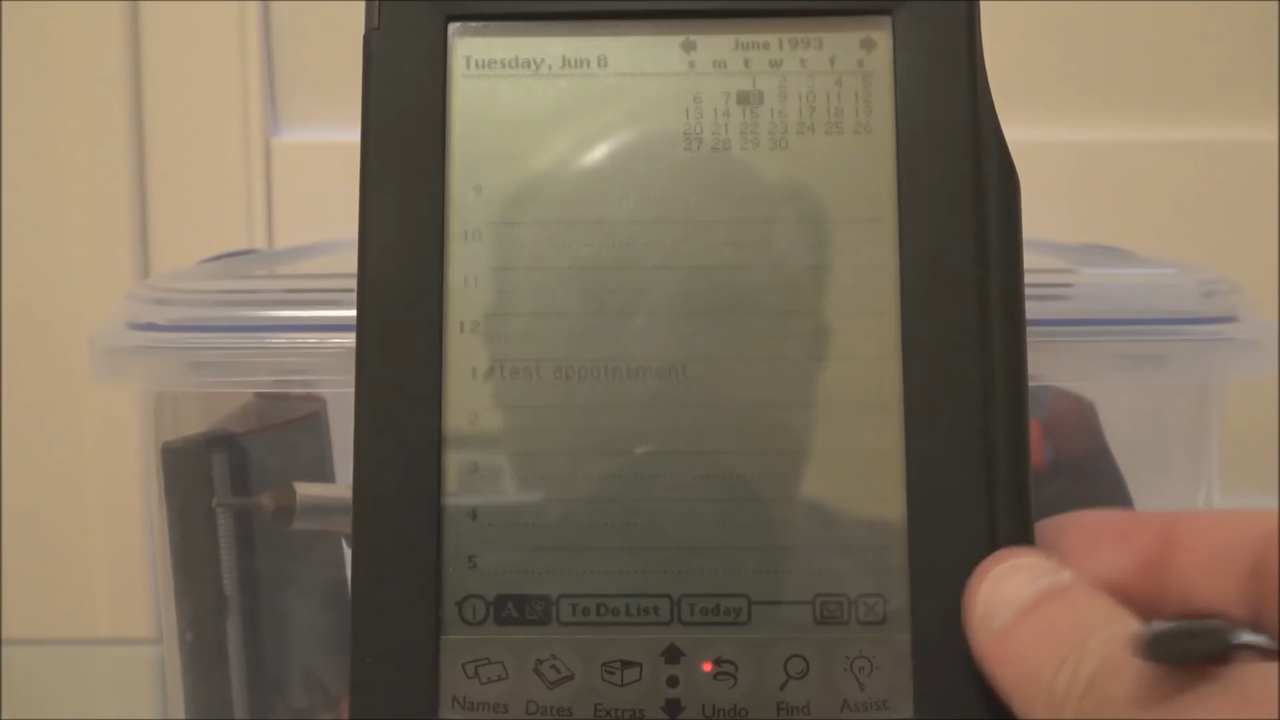 June 1993
Tuesday, Jun 8
s m t w t f s
1 2 3 4 5
6 7 8 9 10 11 12
13 14 15 16 17 18 19
20 21 22 23 24 25 26
27 28 29 30
9
10
11
12
1 test appointment
2
3
4
5
A To Do List Today
Names Dates Extras Undo Find Assist